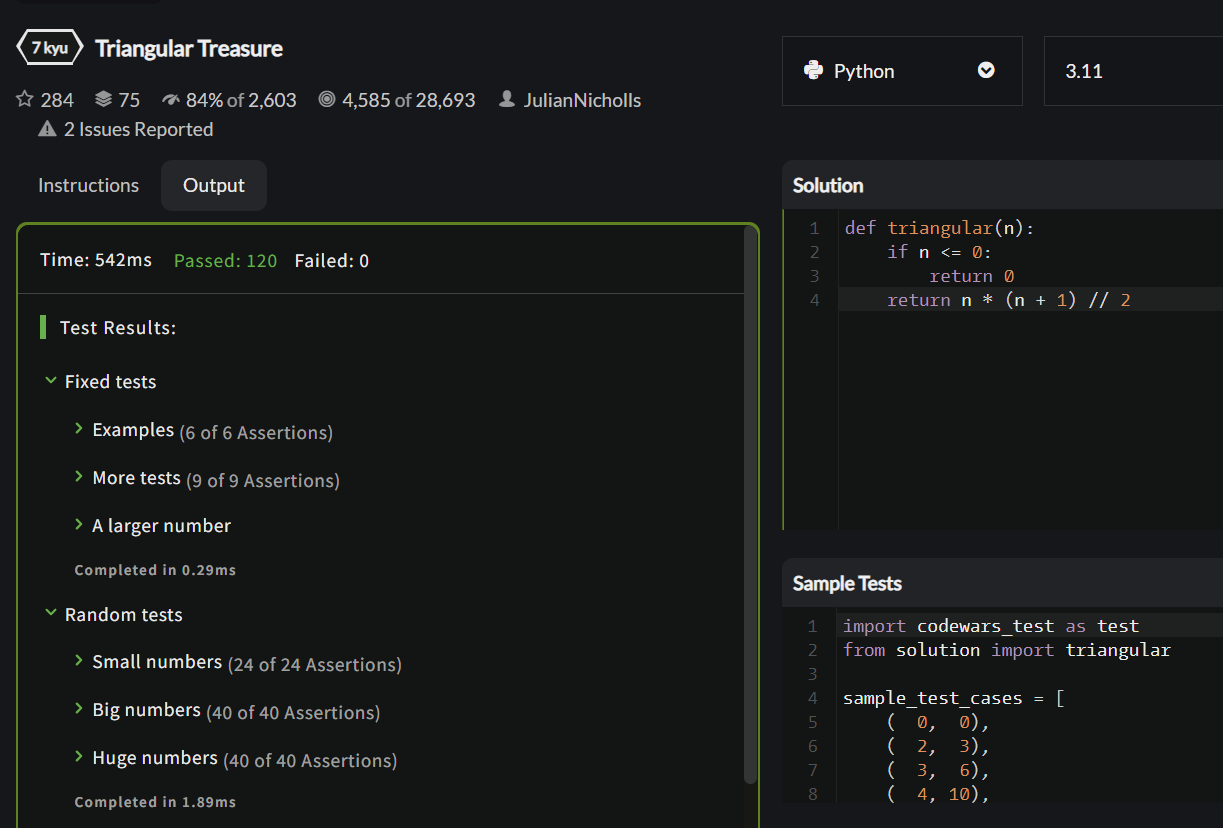 7 kyu Triangular Treasure
284 75 84% of 2,603 4,585 of 28,693 JulianNicholls
2 Issues Reported
Instructions Output
Time: 542ms Passed: 120 Failed: 0
Test Results:
Fixed tests
Examples (6 of 6 Assertions)
More tests (9 of 9 Assertions)
A larger number
Completed in 0.29ms
Random tests
Small numbers (24 of 24 Assertions)
Big numbers (40 of 40 Assertions)
Huge numbers (40 of 40 Assertions)
Completed in 1.89ms
Python 3.11
Solution
1 def triangular(n):
2     if n <= 0:
3         return 0
4     return n * (n + 1) // 2
Sample Tests
1 import codewars_test as test
2 from solution import triangular
3
4 sample_test_cases = [
5     (  0,  0),
6     (  2,  3),
7     (  3,  6),
8     (  4, 10),